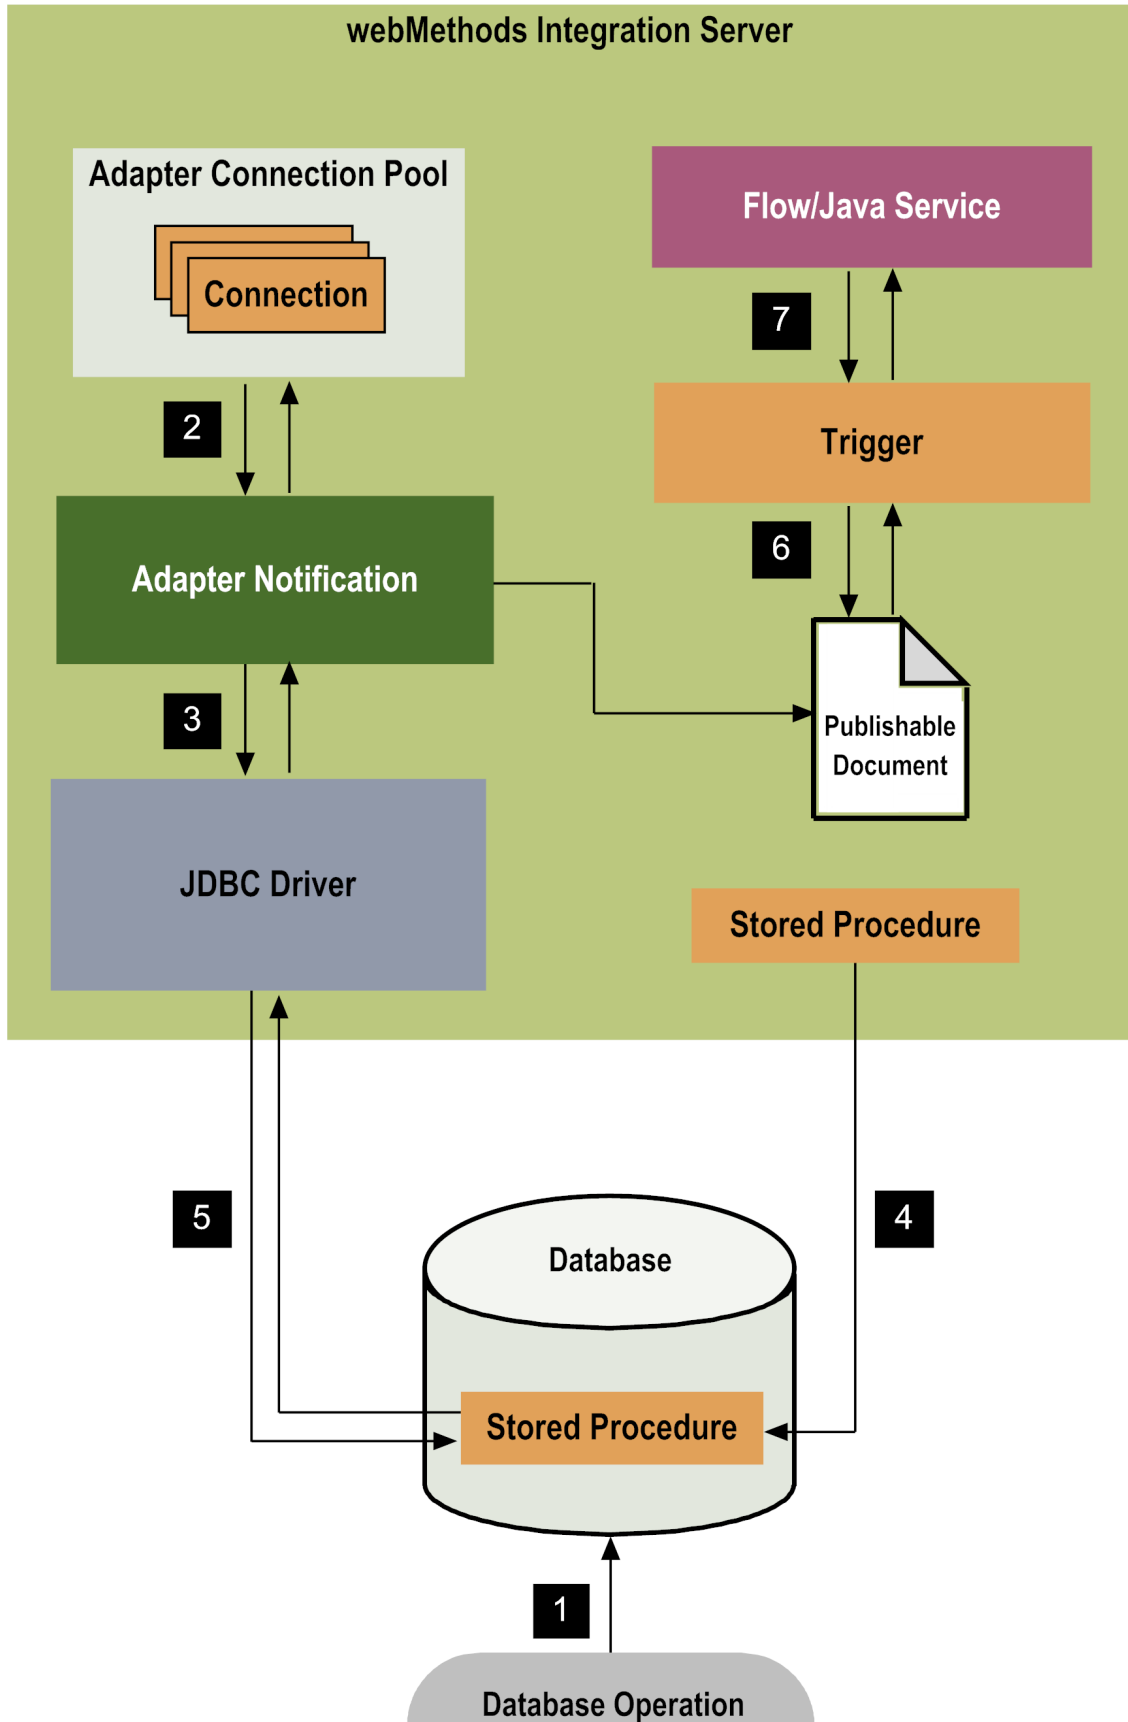 webMethods Integration Server
Adapter Connection Pool
Connection
Flow/Java Service
7
2
Trigger
6
Adapter Notification
3
Publishable
Document
JDBC Driver
Stored Procedure
5
4
Database
Stored Procedure
1
Database Operation